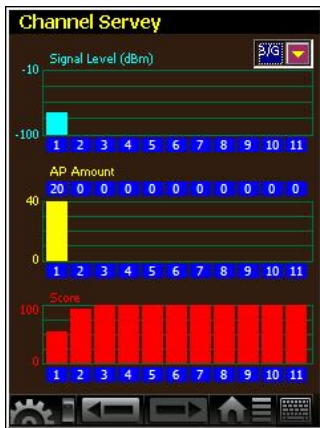 Channel Servey
Signal Level (dBm)
B/G
-10
-100
1 2 3 4 5 6 7 8 9 10 11
AP Amount
20 0 0 0 0 0 0 0 0 0 0
40
0
1 2 3 4 5 6 7 8 9 10 11
Score
100
0
1 2 3 4 5 6 7 8 9 10 11